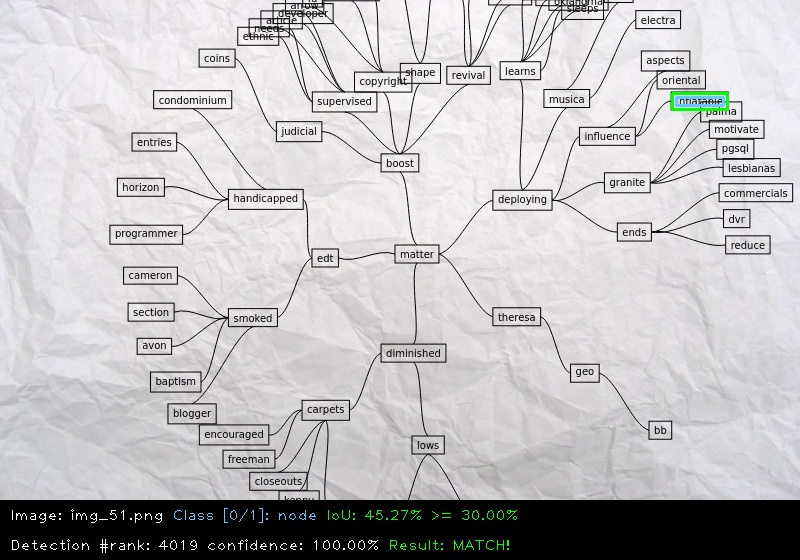 arrow
developer
article
needs
ethnic
oklahoma
sleeps
electra
coins
copyright
shape
revival
learns
aspects
oriental
condominium
supervised
musica
palma
entries
judicial
boost
influence
motivate
pgsql
horizon
handicapped
deploying
granite
lesbianas
commercials
programmer
ends
dvr
reduce
edt
matter
cameron
section
smoked
theresa
avon
diminished
baptism
geo
blogger
carpets
encouraged
lows
bb
freeman
closeouts
kenny
Image: img_51.png Class [0/1]: node IoU: 45.27% >= 30.00%
Detection #rank: 4019 confidence: 100.00% Result: MATCH!